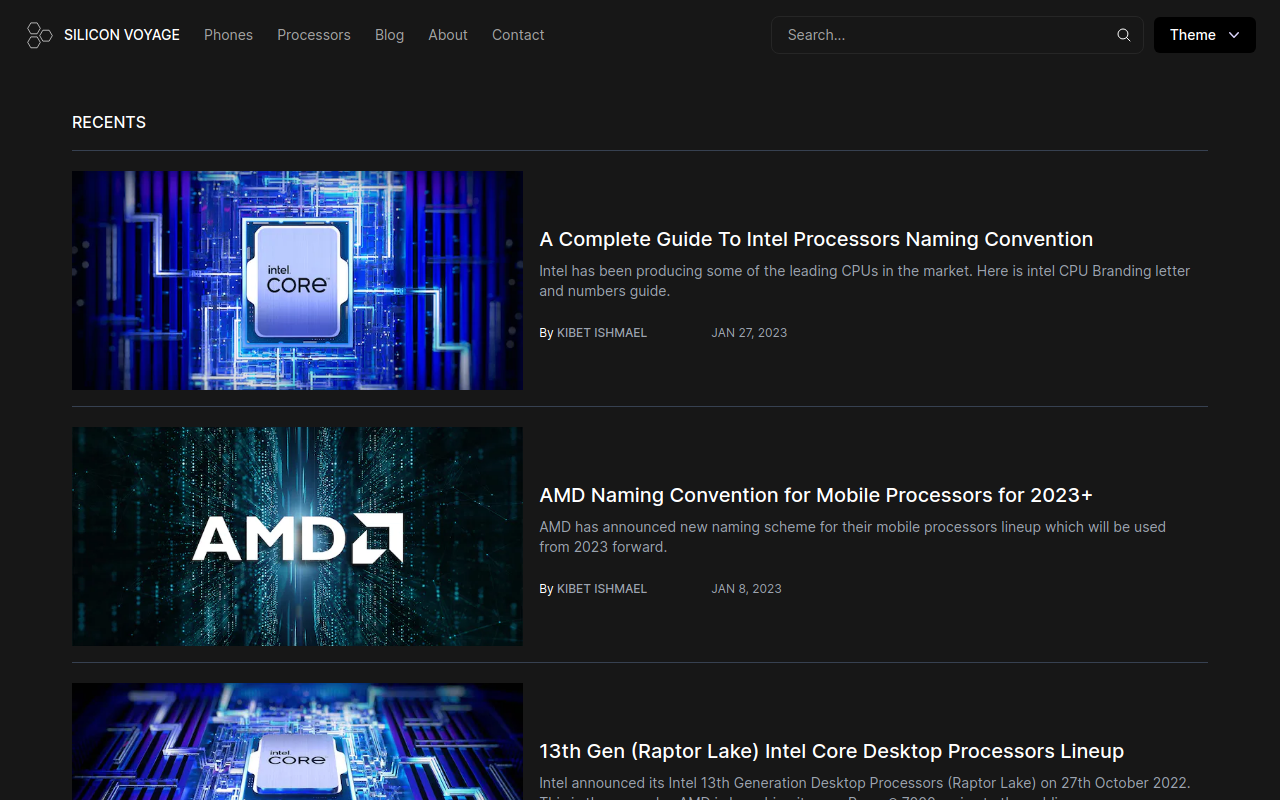 SILICON VOYAGE Phones Processors Blog About Contact Search... Theme
RECENTS
intel.
CORE™
A Complete Guide To Intel Processors Naming Convention
Intel has been producing some of the leading CPUs in the market. Here is intel CPU Branding letter
and numbers guide.
By KIBET ISHMAEL JAN 27, 2023
AMD
AMD Naming Convention for Mobile Processors for 2023+
AMD has announced new naming scheme for their mobile processors lineup which will be used
from 2023 forward.
By KIBET ISHMAEL JAN 8, 2023
intel.
CORE™
13th Gen (Raptor Lake) Intel Core Desktop Processors Lineup
Intel announced its Intel 13th Generation Desktop Processors (Raptor Lake) on 27th October 2022.